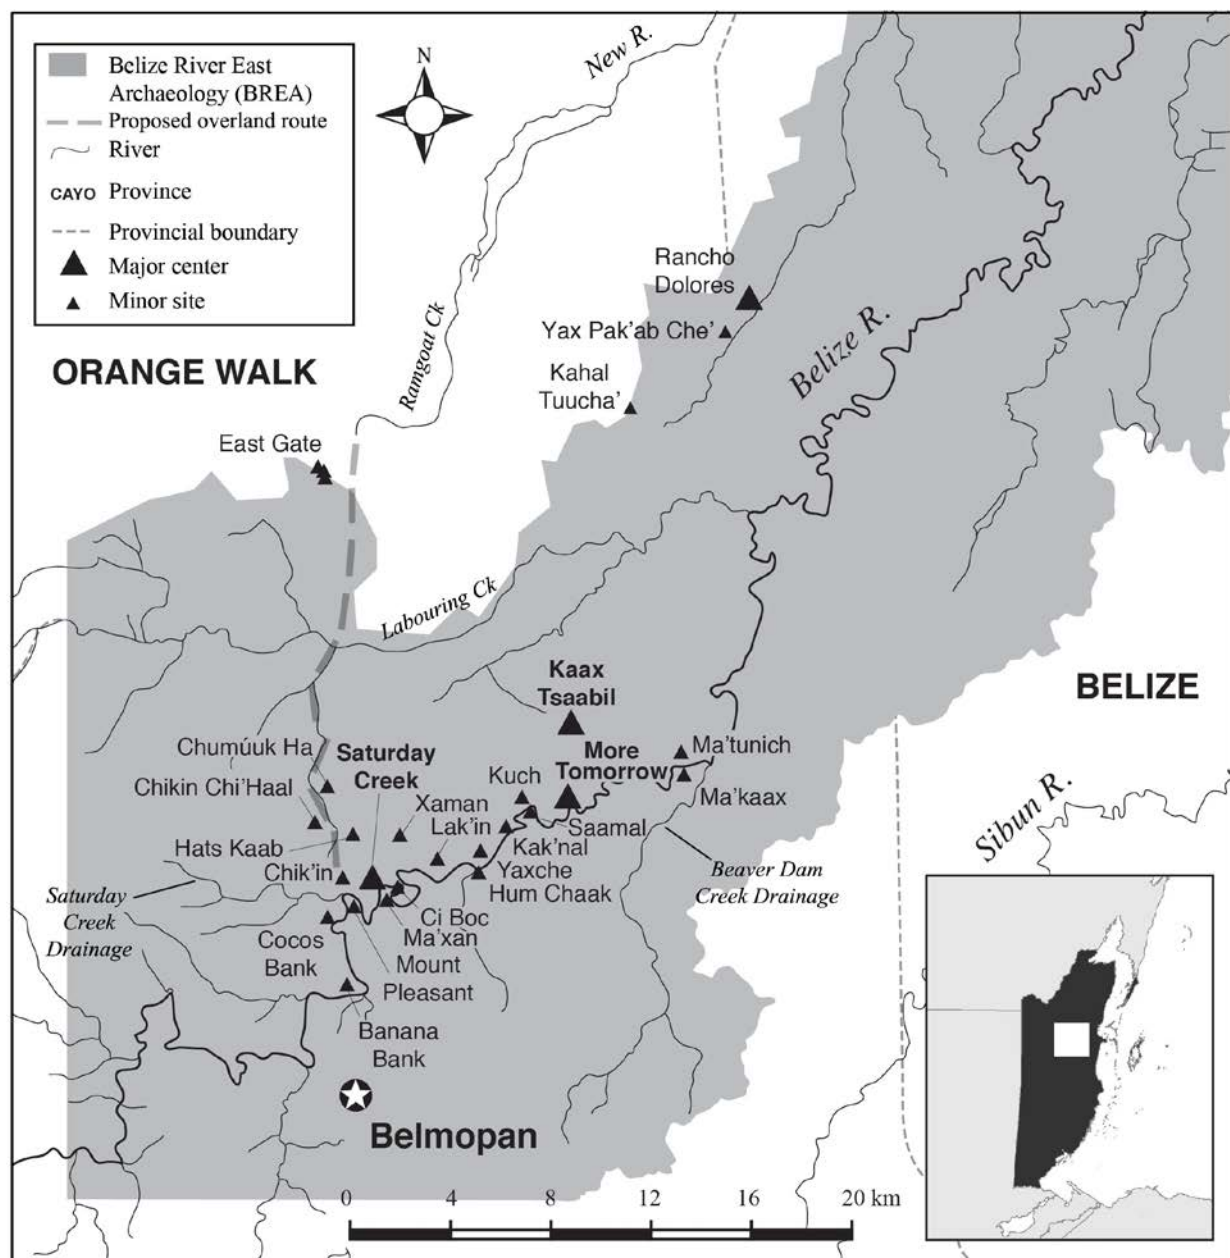 Belize River East
Archaeology (BREA)
Proposed overland route
River
CAYO Province
Provincial boundary
Major center
Minor site
N
New R.
Ramgoat Ck
ORANGE WALK
East Gate
Rancho
Dolores
Yax Pak'ab Che'
Kahal
Tuucha'
Belize R.
Labouring Ck
BELIZE
Kaax
Tsaabil
More
Tomorrow
Saturday
Creek
Chumúuk Ha
Chikin Chi'Haal
Hats Kaab
Chik'in
Xaman
Lak'in
Kuch
Ma'tunich
Ma'kaax
Saamal
Kak'nal
Yaxche
Hum Chaak
Ci Boc
Ma'xan
Mount
Pleasant
Cocos
Bank
Banana
Bank
Saturday
Creek
Drainage
Beaver Dam
Creek Drainage
Sibun R.
Belmopan
0 4 8 12 16 20 km